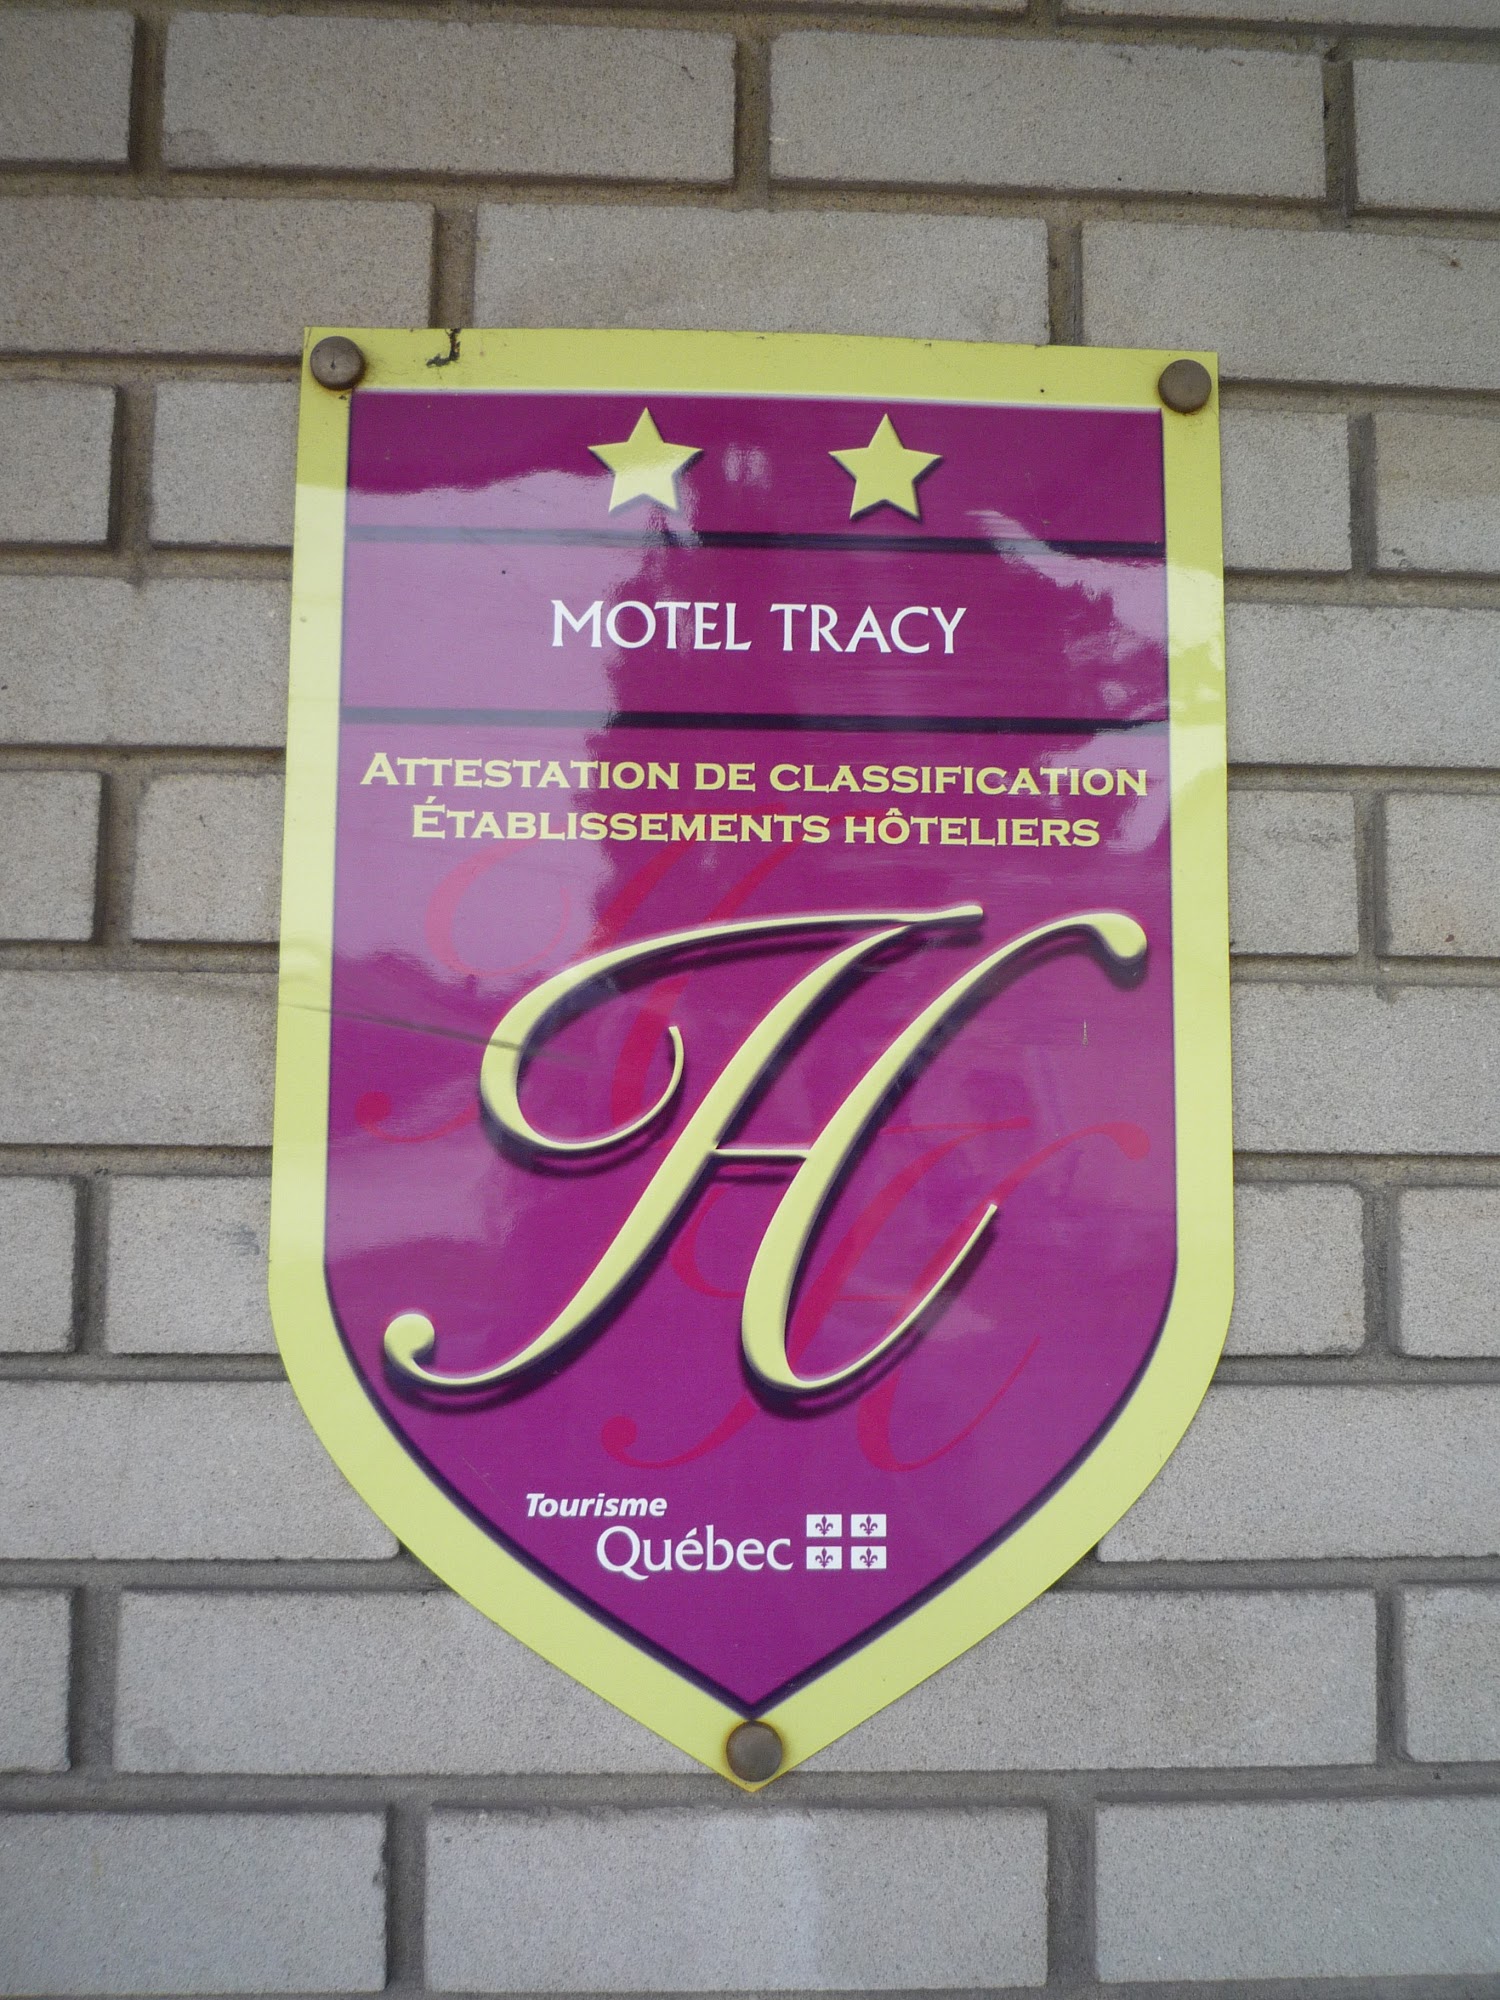 MOTEL TRACY
ATTESTATION DE CLASSIFICATION
ÉTABLISSEMENTS HÔTELIERS
H
Tourisme
Québec